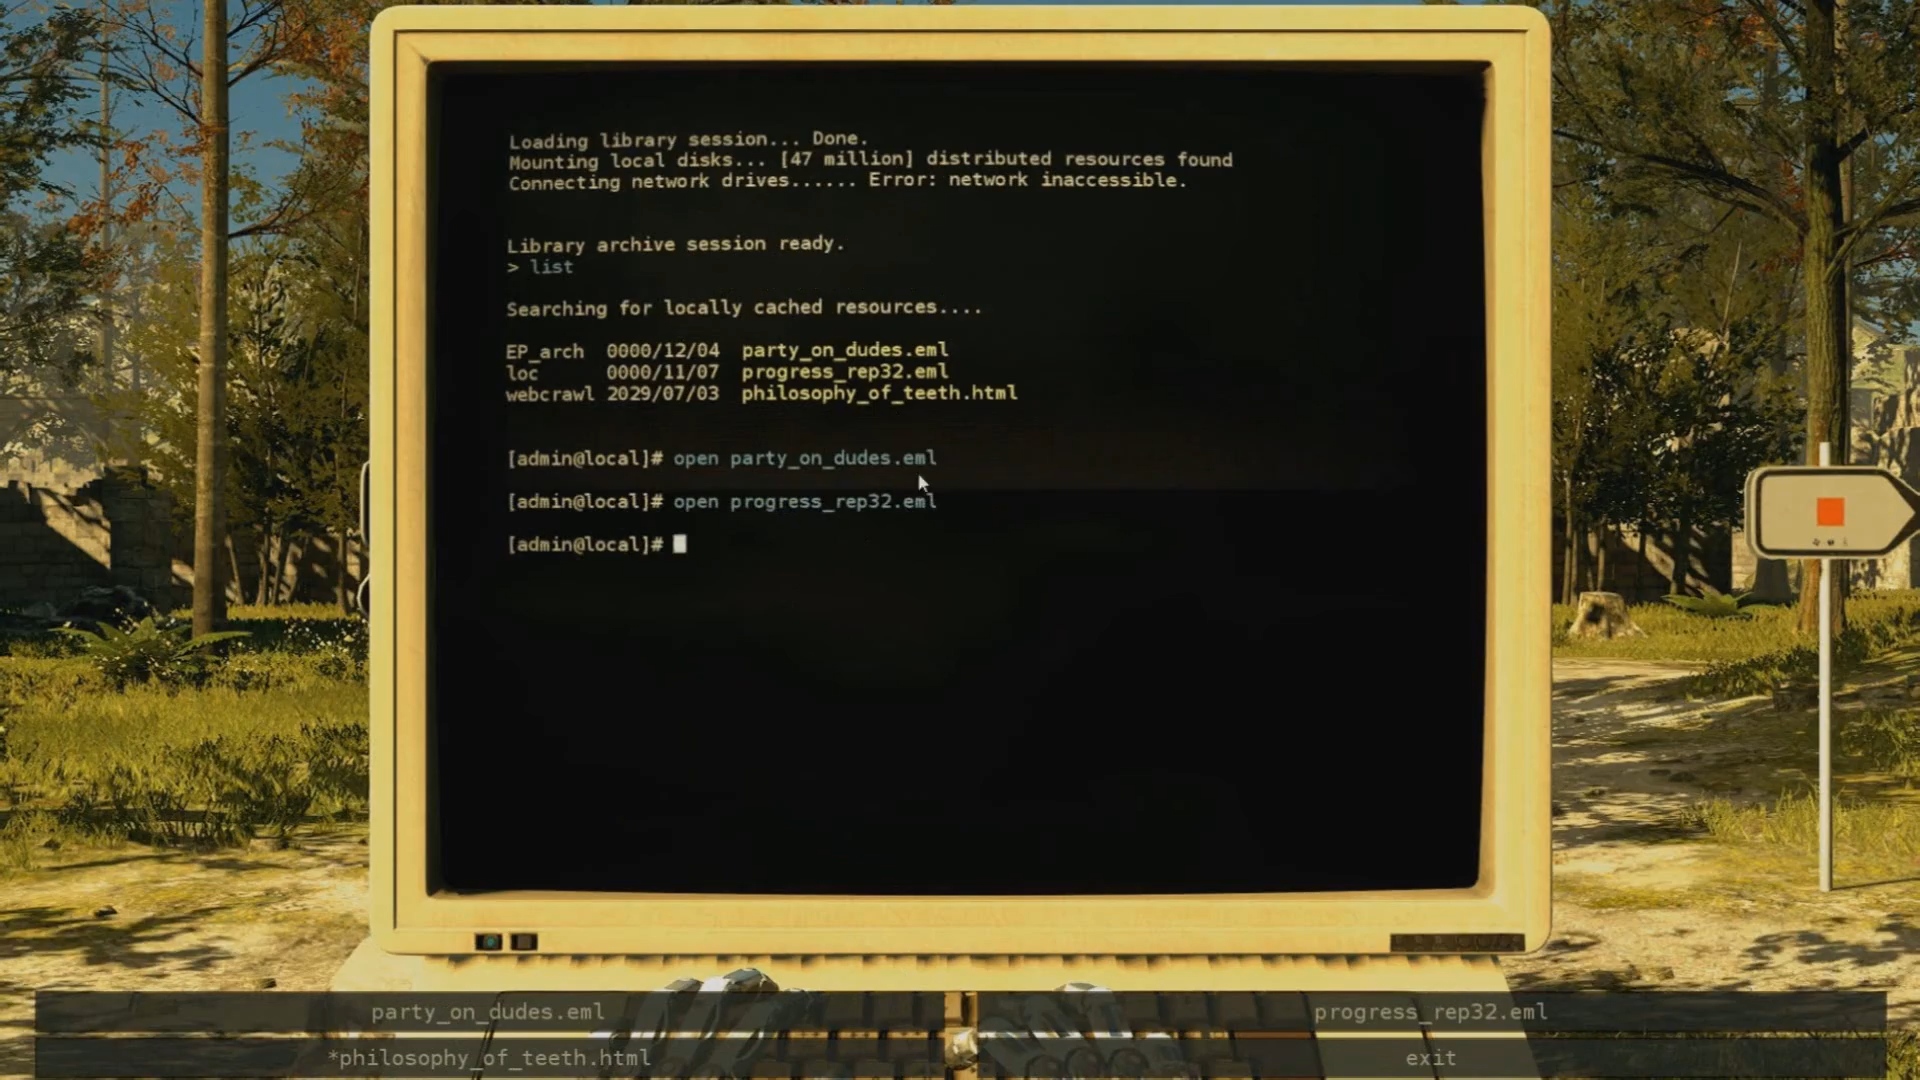 Loading library session... Done.
Mounting local disks... [47 million] distributed resources found
Connecting network drives...... Error: network inaccessible.
Library archive session ready.
> list
Searching for locally cached resources....
EP_arch 0000/12/04 party_on_dudes.eml
loc 0000/11/07 progress_rep32.eml
webcrawl 2029/07/03 philosophy_of_teeth.html
[admin@local]# open party_on_dudes.eml
[admin@local]# open progress_rep32.eml
[admin@local]#
party_on_dudes.eml
progress_rep32.eml
*philosophy_of_teeth.html
exit